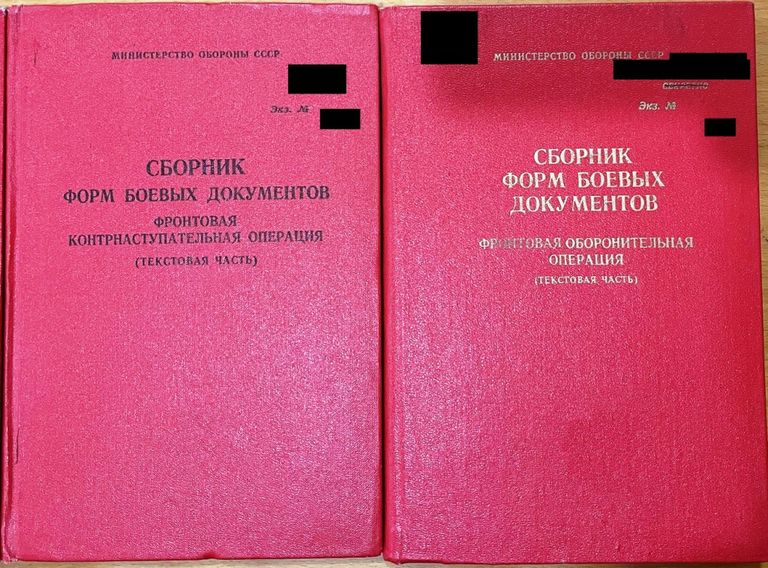 МИНИСТЕРСТВО ОБОРОНЫ СССР
Экз. №
СБОРНИК
ФОРМ БОЕВЫХ ДОКУМЕНТОВ
ФРОНТОВАЯ
КОНТРНАСТУПАТЕЛЬНАЯ ОПЕРАЦИЯ
(ТЕКСТОВАЯ ЧАСТЬ)
МИНИСТЕРСТВО ОБОРОНЫ СССР
СЕКРЕТНО
Экз. №
СБОРНИК
ФОРМ БОЕВЫХ
ДОКУМЕНТОВ
ФРОНТОВАЯ ОБОРОНИТЕЛЬНАЯ
ОПЕРАЦИЯ
(ТЕКСТОВАЯ ЧАСТЬ)